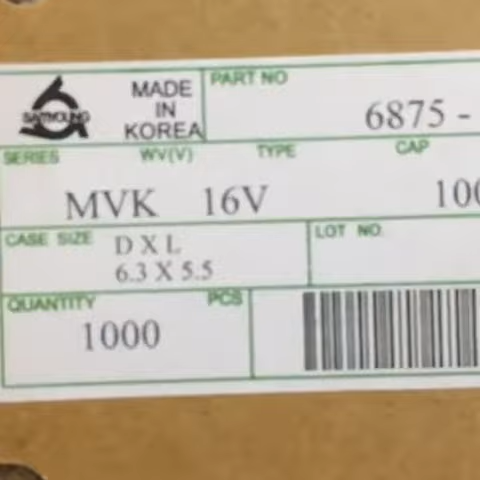 SAMYOUNG
MADE
IN
KOREA
PART NO
6875 -
SERIES WV(V) TYPE CAP
MVK 16V 100
CASE SIZE D X L
6.3 X 5.5
LOT NO.
QUANTITY PCS
1000